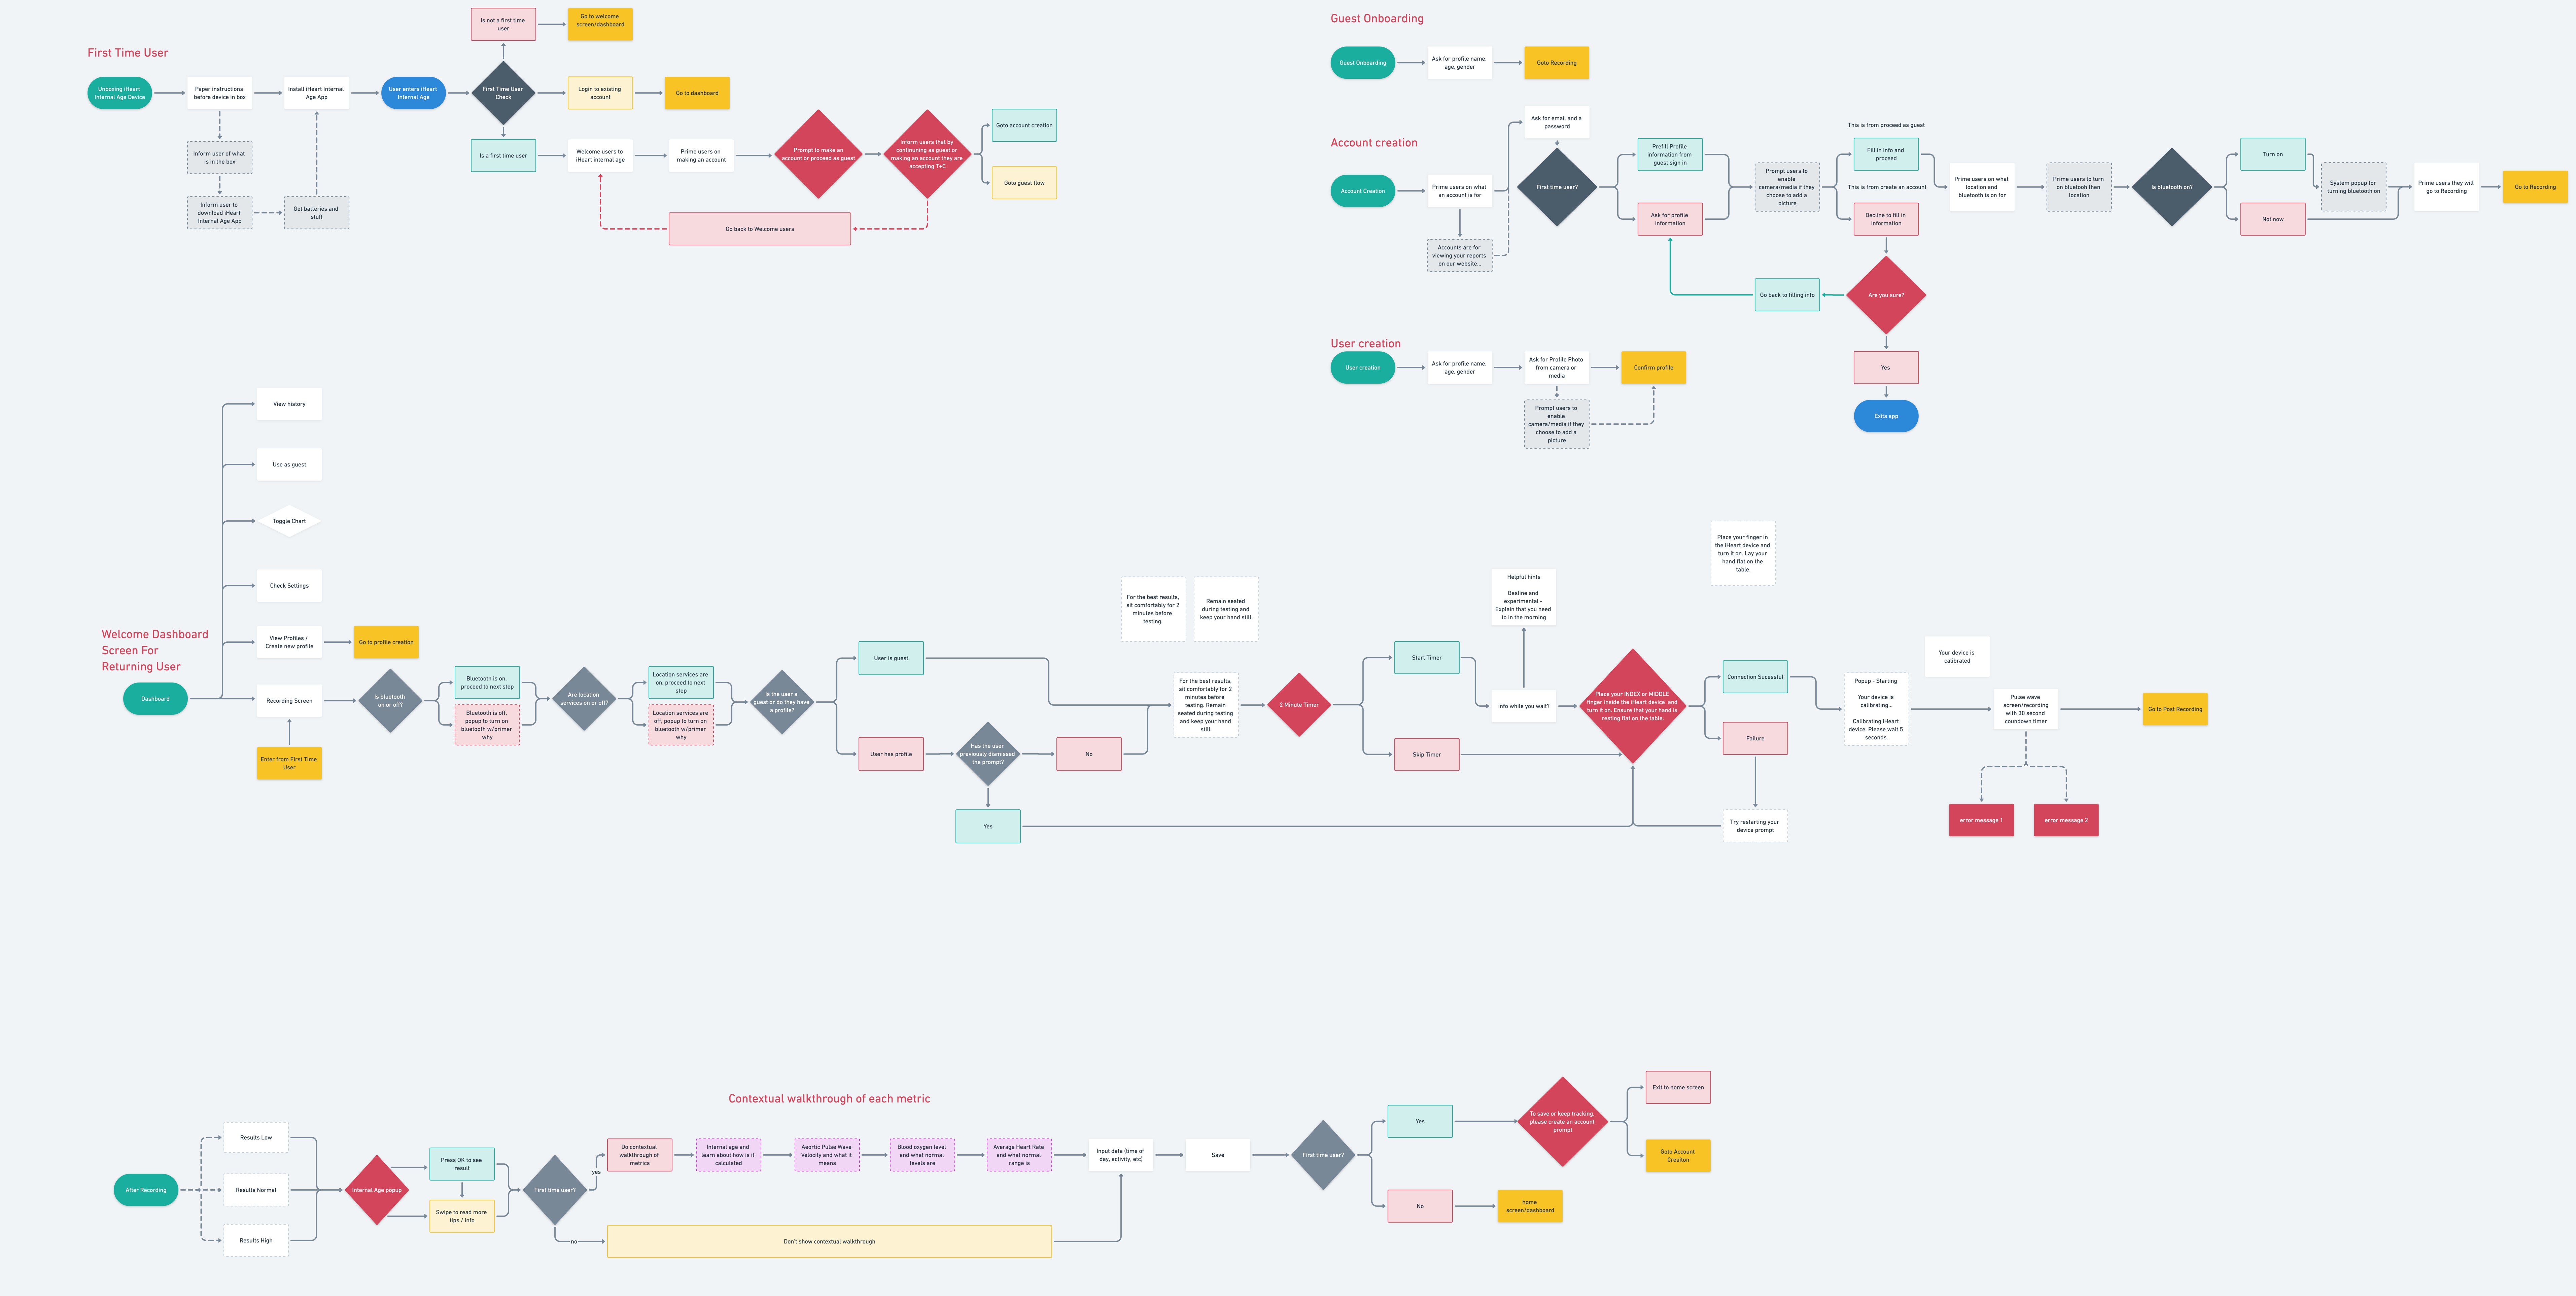 First Time User
Is not a first time
user
Go to welcome
screen/dashboard
Unboxing iHeart
Internal Age Device
Paper instructions
before device in box
Install iHeart Internal
Age App
User enters iHeart
Internal Age
First Time User
Check
Login to existing
account
Go to dashboard
Inform user of what
is in the box
Inform user to
download iHeart
Internal Age App
Get batteries and
stuff
Is a first time user
Welcome users to
iHeart internal age
Prime users on
making an account
Prompt to make an
account or proceed as guest
Inform users that by
continuning as guest or
making an account they are
accepting T+C
Goto account creation
Goto guest flow
Go back to Welcome users
Guest Onboarding
Guest Onboarding
Ask for profile name,
age, gender
Goto Recording
Account creation
Account Creation
Prime users on what
an account is for
Accounts are for
viewing your reports
on our website...
Ask for email and a
password
First time user?
Prefill Profile
information from
guest sign in
Ask for profile
information
Prompt users to
enable
camera/media if they
choose to add a
picture
This is from proceed as guest
Fill in info and
proceed
This is from create an account
Decline to fill in
information
Prime users on what
location and
bluetooth is on for
Prime users to turn
on bluetooh then
location
Is bluetooth on?
Turn on
Not now
System popup for
turning bluetooth on
Prime users they will
go to Recording
Go to Recording
Go back to filling info
Are you sure?
Yes
Exits app
User creation
User creation
Ask for profile name,
age, gender
Ask for Profile Photo
from camera or
media
Confirm profile
Prompt users to
enable
camera/media if they
choose to add a
picture
Welcome Dashboard
Screen For
Returning User
Dashboard
View history
Use as guest
Toggle Chart
Check Settings
View Profiles /
Create new profile
Go to profile creation
Recording Screen
Enter from First Time
User
Is bluetooth
on or off?
Bluetooth is on,
proceed to next step
Bluetooth is off,
popup to turn on
bluetooth w/primer
why
Are location
services on or off?
Location services are
on, proceed to next
step
Location services are
off, popup to turn on
bluetooth w/primer
why
Is the user a
guest or do they have
a profile?
User is guest
User has profile
Has the user
previously dismissed
the prompt?
No
Yes
For the best results,
sit comfortably for 2
minutes before
testing.
Remain seated
during testing and
keep your hand still.
For the best results,
sit comfortably for 2
minutes before
testing. Remain
seated during testing
and keep your hand
still.
2 Minute Timer
Start Timer
Skip Timer
Helpful hints
Basline and
experimental -
Explain that you need
to in the morning
Info while you wait?
Place your INDEX or MIDDLE
finger inside the iHeart device and
turn it on. Ensure that your hand is
resting flat on the table.
Place your finger in
the iHeart device and
turn it on. Lay your
hand flat on the
table.
Connection Sucessful
Failure
Try restarting your
device prompt
Popup - Starting
Your device is
calibrating...
Calibrating iHeart
device. Please wait 5
seconds.
Your device is
calibrated
Pulse wave
screen/recording
with 30 second
coundown timer
Go to Post Recording
error message 1
error message 2
Contextual walkthrough of each metric
After Recording
Results Low
Results Normal
Results High
Internal Age popup
Press OK to see
result
Swipe to read more
tips / info
First time user?
yes
no
Do contextual
walkthrough of
metrics
Internal age and
learn about how is it
calculated
Aeortic Pulse Wave
Velocity and what it
means
Blood oxygen level
and what normal
levels are
Average Heart Rate
and what normal
range is
Don't show contextual walkthrough
Input data (time of
day, activity, etc)
Save
First time user?
Yes
No
To save or keep tracking,
please create an account
prompt
Exit to home screen
Goto Account
Creaiton
home
screen/dashboard